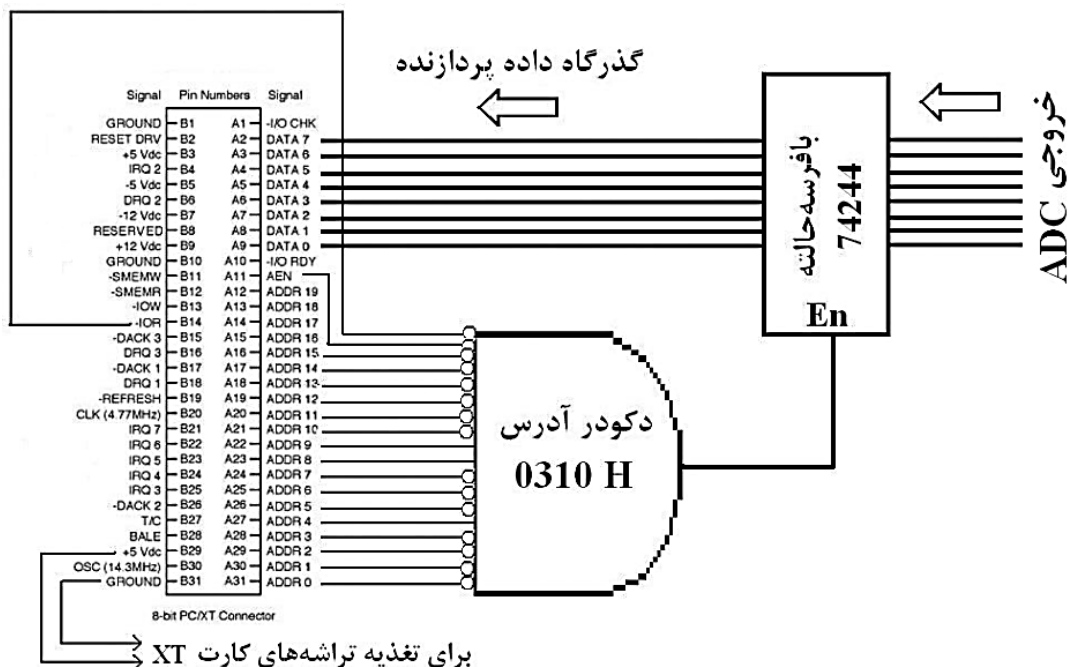 گذرگاه داده پردازنده
خروجی ADC
بافرسه‌حالته
74244
En
Signal Pin Numbers Signal
GROUND B1 A1 -I/O CHK
RESET DRV B2 A2 DATA 7
+5 Vdc B3 A3 DATA 6
IRQ 2 B4 A4 DATA 5
-5 Vdc B5 A5 DATA 4
DRQ 2 B6 A6 DATA 3
-12 Vdc B7 A7 DATA 2
RESERVED B8 A8 DATA 1
+12 Vdc B9 A9 DATA 0
GROUND B10 A10 -I/O RDY
-SMEMW B11 A11 AEN
-SMEMR B12 A12 ADDR 19
-IOW B13 A13 ADDR 18
-IOR B14 A14 ADDR 17
-DACK 3 B15 A15 ADDR 16
DRQ 3 B16 A16 ADDR 15
-DACK 1 B17 A17 ADDR 14
DRQ 1 B18 A18 ADDR 13
-REFRESH B19 A19 ADDR 12
CLK (4.77MHz) B20 A20 ADDR 11
IRQ 7 B21 A21 ADDR 10
IRQ 6 B22 A22 ADDR 9
IRQ 5 B23 A23 ADDR 8
IRQ 4 B24 A24 ADDR 7
IRQ 3 B25 A25 ADDR 6
-DACK 2 B26 A26 ADDR 5
T/C B27 A27 ADDR 4
BALE B28 A28 ADDR 3
+5 Vdc B29 A29 ADDR 2
OSC (14.3MHz) B30 A30 ADDR 1
GROUND B31 A31 ADDR 0
8-bit PC/XT Connector
دکودر آدرس
0310 H
برای تغذیه تراشه‌های کارت XT